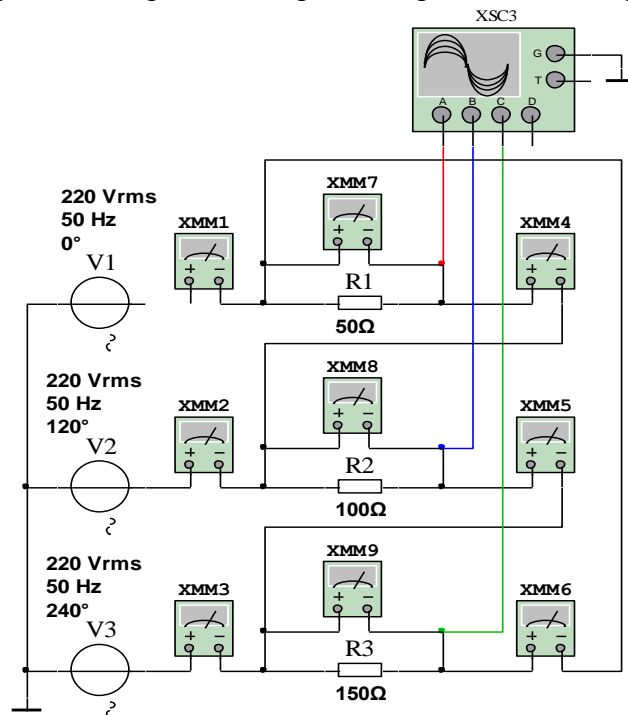 XSC3
G
T
A B C D
220 Vrms
50 Hz
0°
V1
XMM1
+ −
XMM7
+ −
R1
50Ω
XMM4
+ −
220 Vrms
50 Hz
120°
V2
XMM2
+ −
XMM8
+ −
R2
100Ω
XMM5
+ −
220 Vrms
50 Hz
240°
V3
XMM3
+ −
XMM9
+ −
R3
150Ω
XMM6
+ −